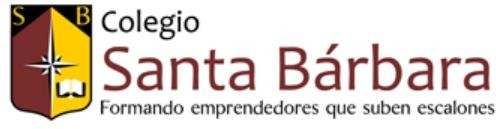 S B
Colegio
Santa Bárbara
Formando emprendedores que suben escalones